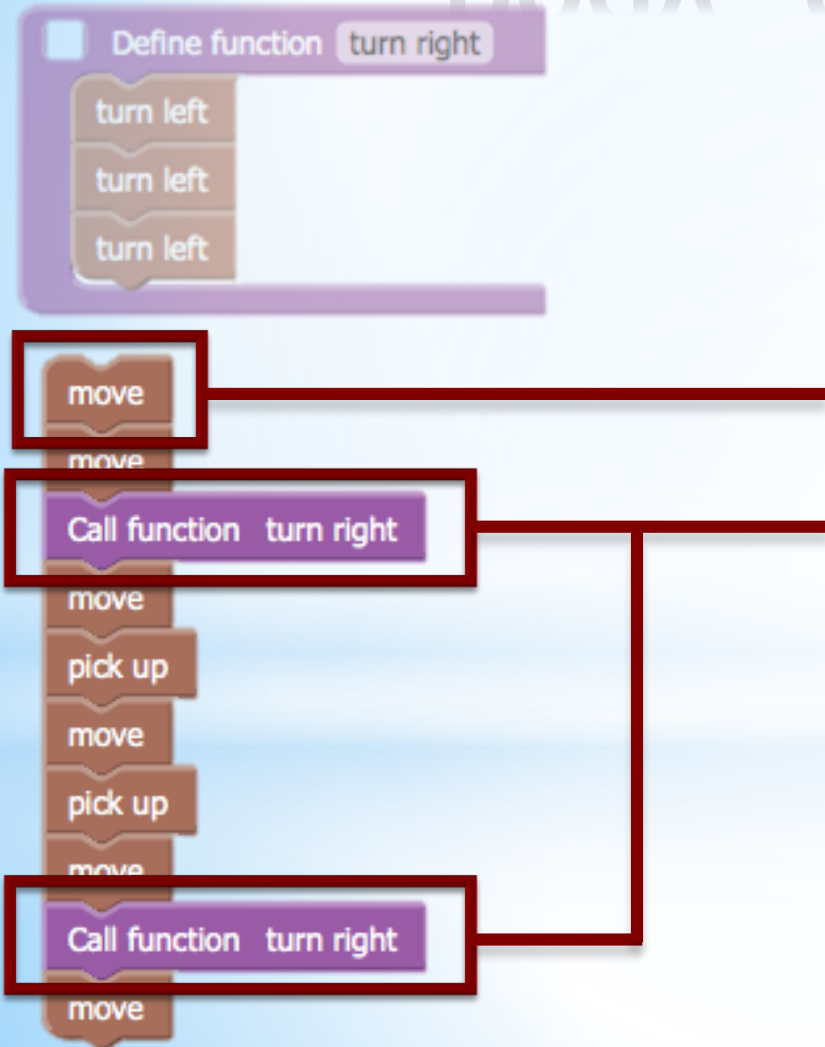 Define function turn right
turn left
turn left
turn left
move
move
Call function turn right
move
pick up
move
pick up
move
Call function turn right
move